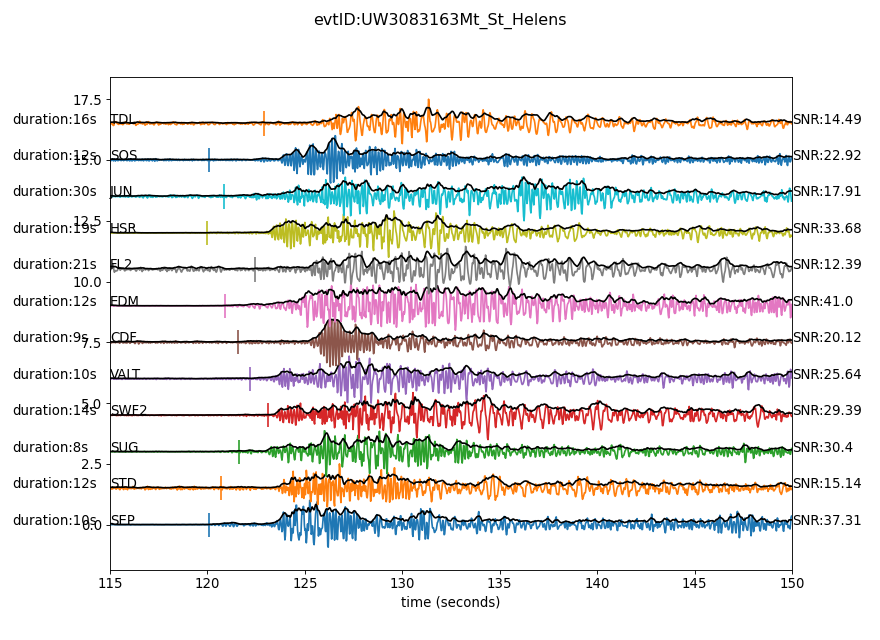 evtID:UW3083163Mt_St_Helens
17.5
duration:16s TDL SNR:14.49
duration:12s 15.0 SOS SNR:22.92
duration:30s JUN SNR:17.91
12.5
duration:19s HSR SNR:33.68
duration:21s FL2 SNR:12.39
10.0
duration:12s EDM SNR:41.0
duration:9s 7.5 CDF SNR:20.12
duration:10s VALT SNR:25.64
5.0
duration:14s SWF2 SNR:29.39
duration:8s SUG SNR:30.4
2.5
duration:12s STD SNR:15.14
duration:10s 0.0 SEP SNR:37.31
115 120 125 130 135 140 145 150
time (seconds)